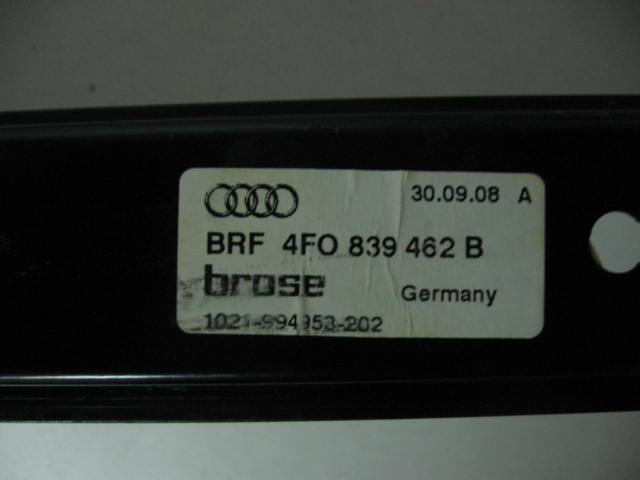 30.09.08 A
BRF 4F0 839 462 B
brose Germany
1021-994953-202